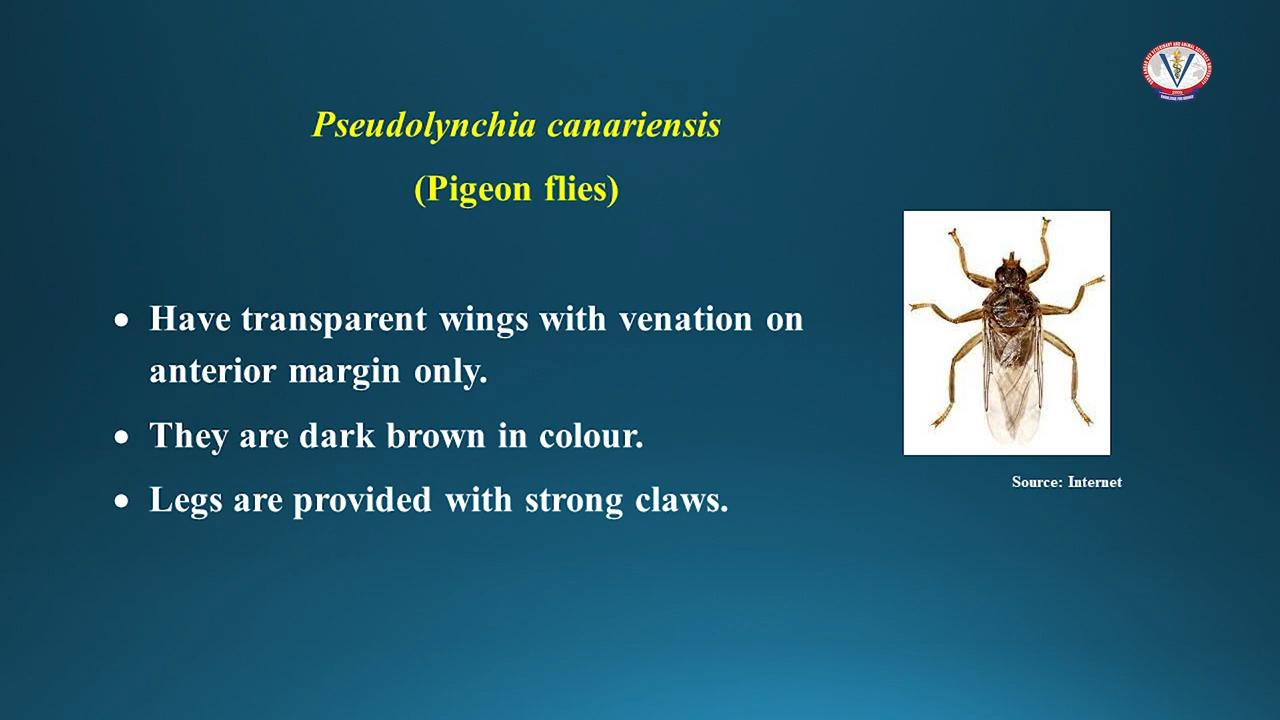 Pseudolynchia canariensis
(Pigeon flies)
• Have transparent wings with venation on
anterior margin only.
• They are dark brown in colour.
• Legs are provided with strong claws.
Source: Internet